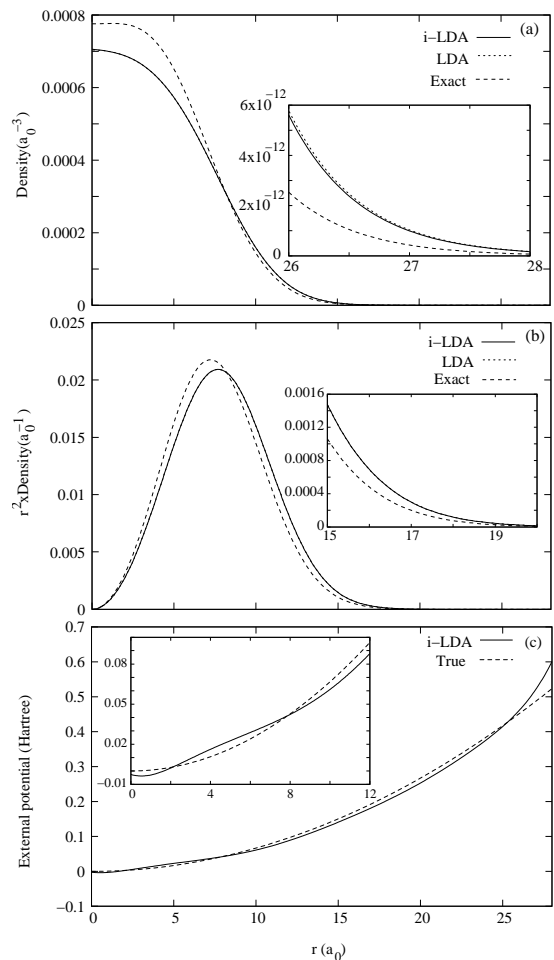 0.0008
(a)
i−LDA
LDA
Exact
0.0006
0.0004
0.0002
0
Density(a₀⁻³)
6x10⁻¹²
4x10⁻¹²
2x10⁻¹²
0
26 27 28
0.025
(b)
i−LDA
LDA
Exact
0.02
0.015
0.01
0.005
0
r²xDensity(a₀⁻¹)
0.0016
0.0012
0.0008
0.0004
0
15 17 19
0.7
(c)
i−LDA
True
0.6
0.5
0.4
0.3
0.2
0.1
0
−0.1
External potential (Hartree)
0.08
0.05
0.02
−0.01
0 4 8 12
0 5 10 15 20 25
r (a₀)